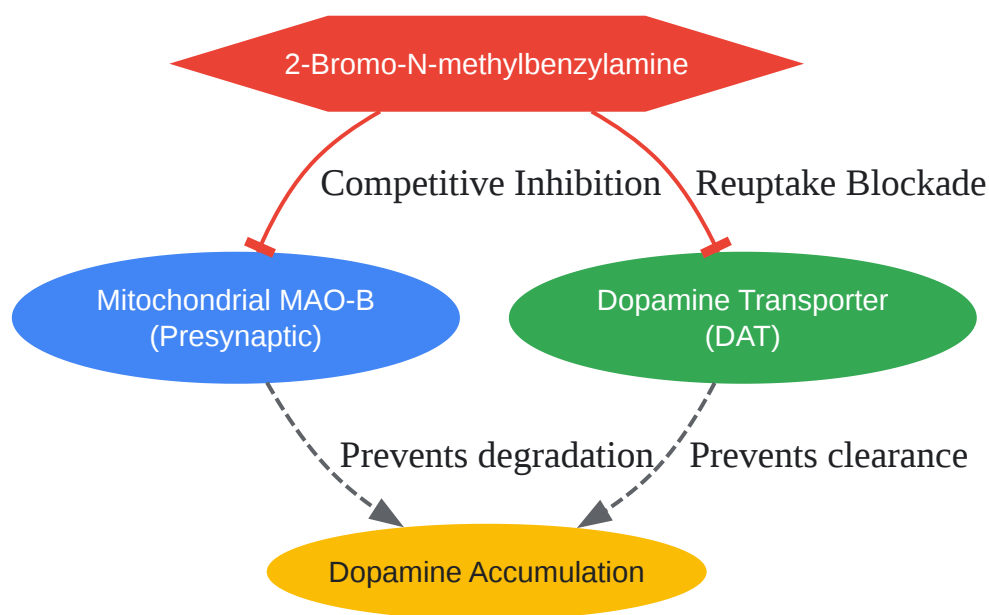 2-Bromo-N-methylbenzylamine
Competitive Inhibition
Reuptake Blockade
Mitochondrial MAO-B
(Presynaptic)
Dopamine Transporter
(DAT)
Prevents degradation
Prevents clearance
Dopamine Accumulation